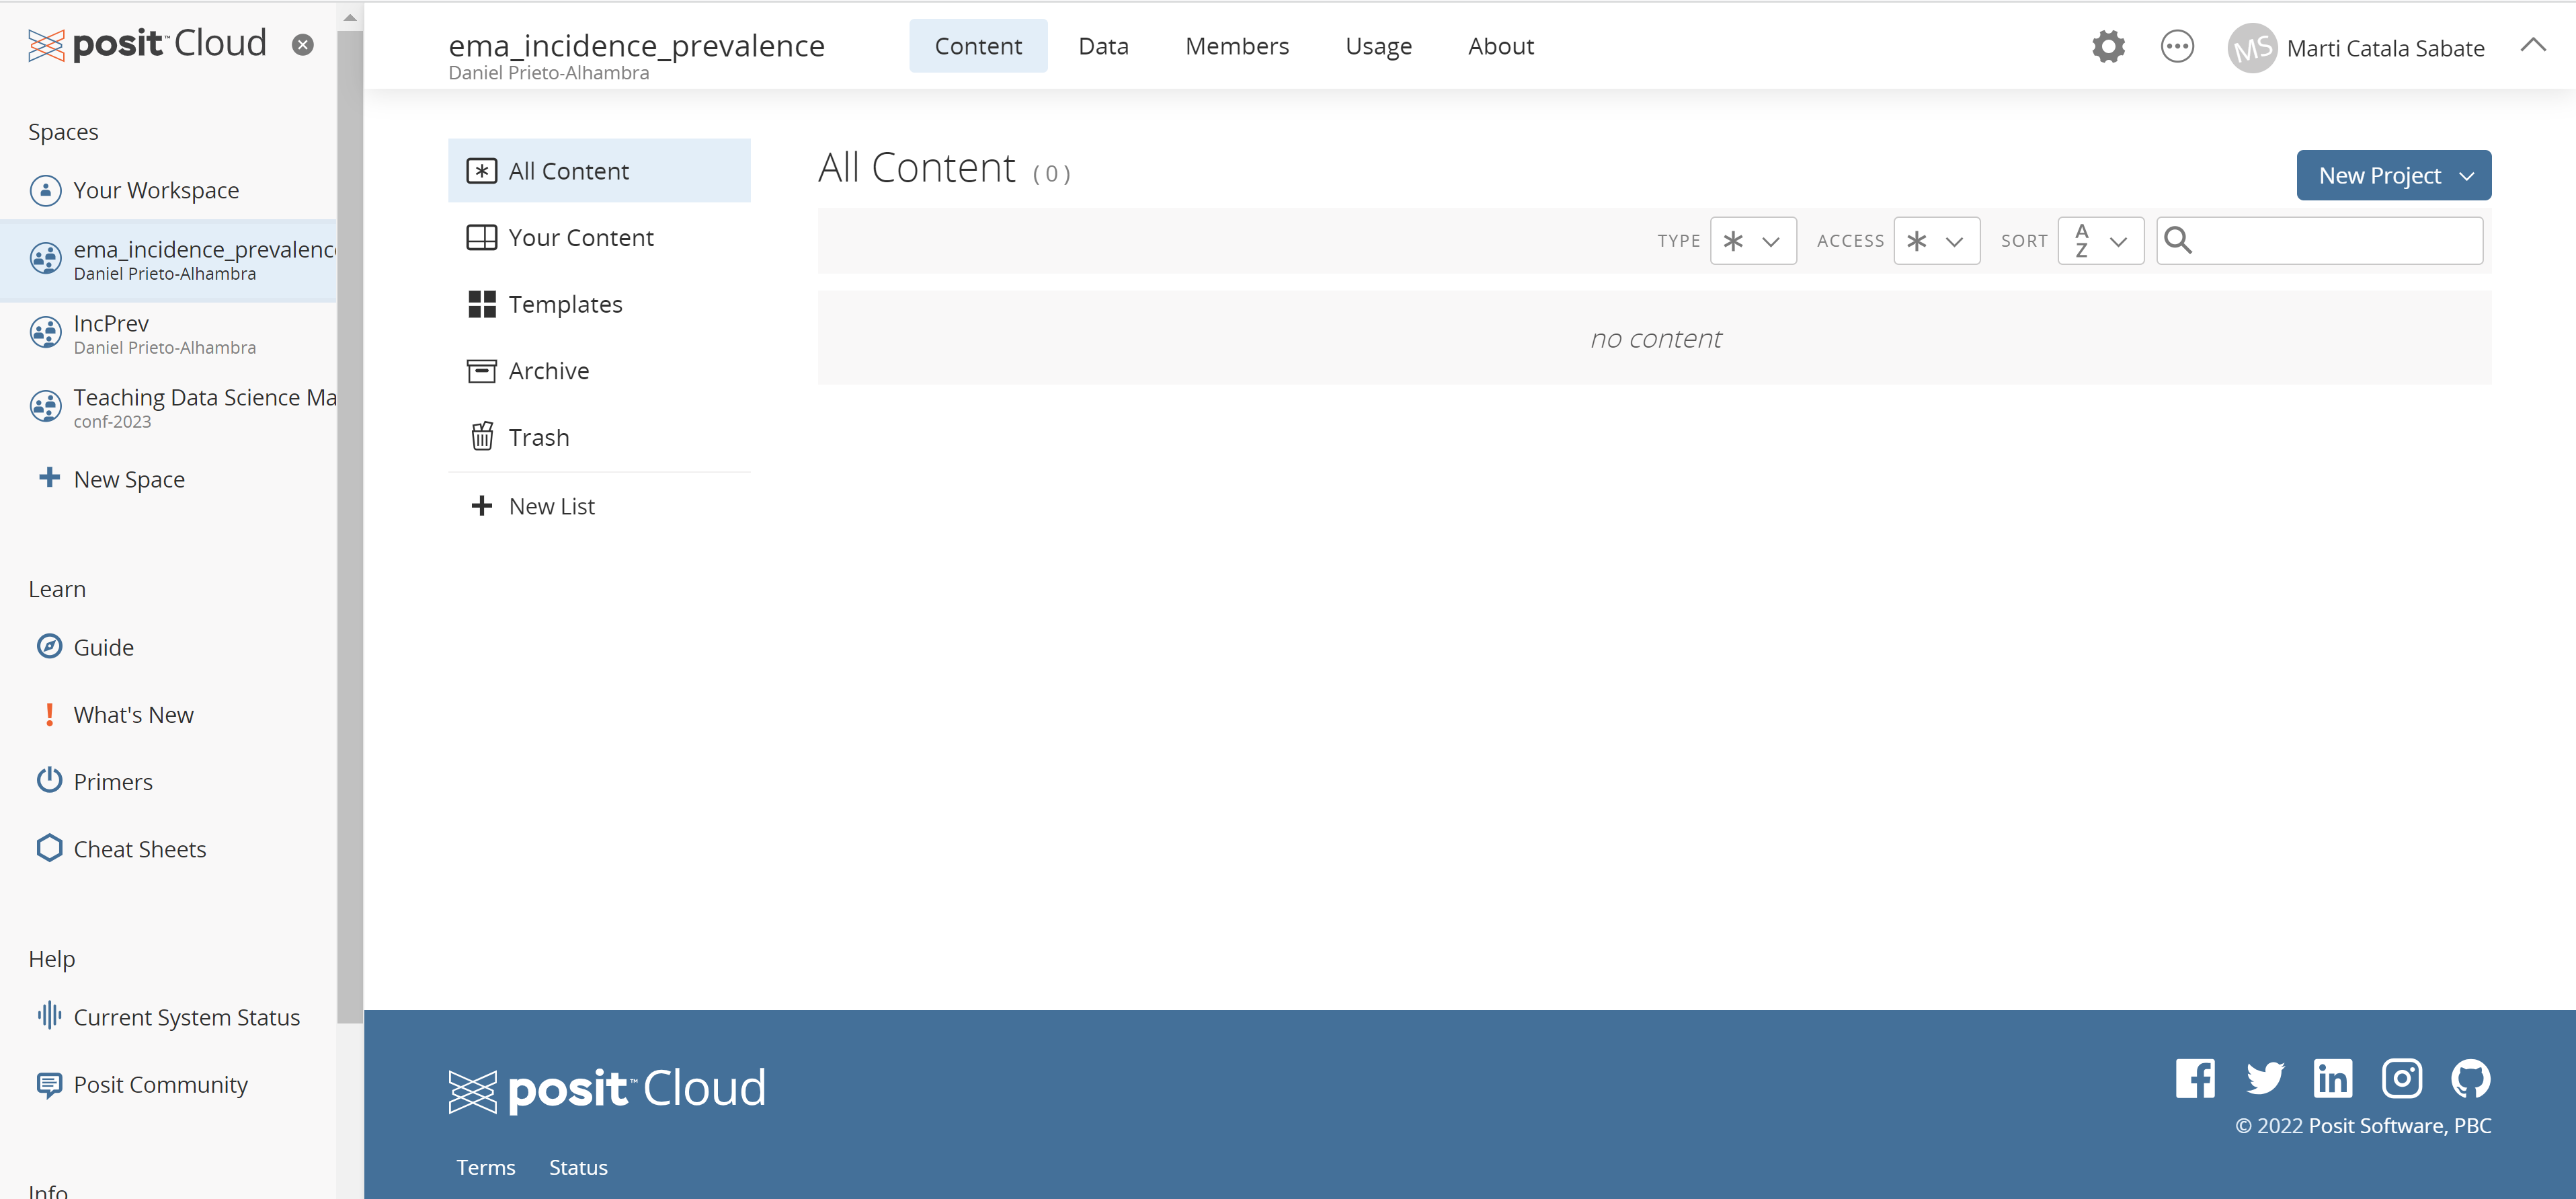 posit™ Cloud
Spaces
Your Workspace
ema_incidence_prevalenc
Daniel Prieto-Alhambra
IncPrev
Daniel Prieto-Alhambra
Teaching Data Science Ma
conf-2023
New Space
Learn
Guide
What's New
Primers
Cheat Sheets
Help
Current System Status
Posit Community
Info
ema_incidence_prevalence
Daniel Prieto-Alhambra
Content
Data
Members
Usage
About
MS
Marti Catala Sabate
All Content
Your Content
Templates
Archive
Trash
New List
All Content (0)
New Project
TYPE
ACCESS
SORT
A
Z
no content
posit™ Cloud
Terms
Status
© 2022 Posit Software, PBC